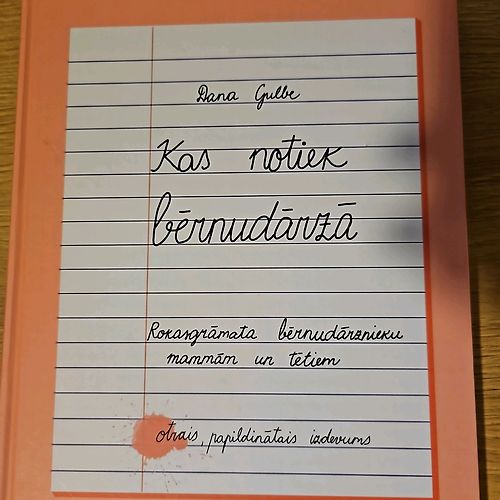 Dana Gulbe
Kas notiek
bērnudārzā
Rokasgrāmata bērnudārznieku
mammām un tētiem
otrais, papildinātais izdevums